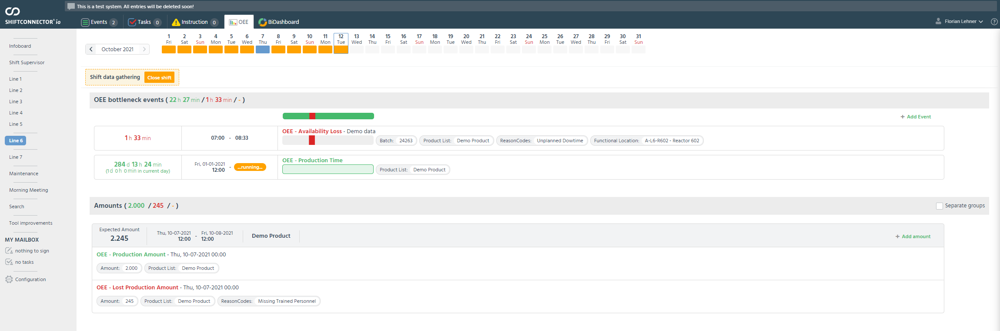 This is a test system. All entries will be deleted soon!
SHIFTCONNECTOR® io
Events 2
Tasks 0
Instruction 0
OEE
BiDashboard
Florian Lehner
?
Infoboard
Shift Supervisor
Line 1
Line 2
Line 3
Line 4
Line 5
Line 6
Line 7
Maintenance
Morning Meeting
Search
Tool improvements
MY MAILBOX
nothing to sign
no tasks
Configuration
October 2021
1 2 3 4 5 6 7 8 9 10 11 12 13 14 15 16 17 18 19 20 21 22 23 24 25 26 27 28 29 30 31
Fri Sat Sun Mon Tue Wed Thu Fri Sat Sun Mon Tue Wed Thu Fri Sat Sun Mon Tue Wed Thu Fri Sat Sun Mon Tue Wed Thu Fri Sat Sun
Shift data gathering Close shift
OEE bottleneck events ( 22 h 27 min / 1 h 33 min / - )
+ Add Event
1 h 33 min
07:00 - 08:33
OEE - Availability Loss - Demo data
Batch: 24263 Product List: Demo Product ReasonCodes: Unplanned Dowtime Functional Location: A-L6-R602 - Reactor 602
284 d 13 h 24 min
(1 d 0 h 0 min in current day)
Fri, 01-01-2021
12:00 - ...running...
OEE - Production Time
Product List: Demo Product
Amounts ( 2.000 / 245 / - )
Separate groups
Expected Amount
2.245
Thu, 10-07-2021 - Fri, 10-08-2021
12:00 12:00
Demo Product
+ Add amount
OEE - Production Amount - Thu, 10-07-2021 00:00
Amount: 2.000 Product List: Demo Product
OEE - Lost Production Amount - Thu, 10-07-2021 00:00
Amount: 245 Product List: Demo Product ReasonCodes: Missing Trained Personnel